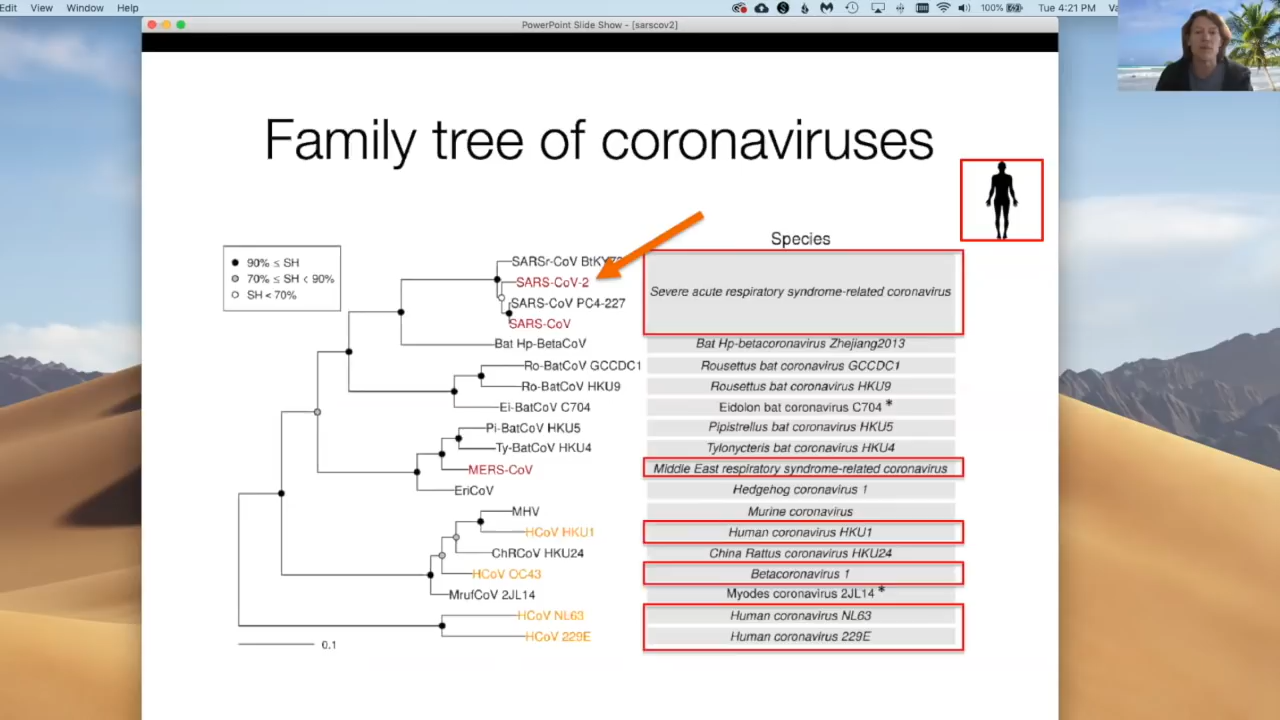 Edit View Window Help 100% Tue 4:21 PM
PowerPoint Slide Show - [sarscov2]
Family tree of coronaviruses
90% ≤ SH
70% ≤ SH < 90%
SH < 70%
Species
SARSr-CoV
SARS-CoV-2
SARS-CoV PC4-227
SARS-CoV
Severe acute respiratory syndrome-related coronavirus
Bat Hp-BetaCoV Bat Hp-betacoronavirus Zhejiang2013
Ro-BatCoV GCCDC1 Rousettus bat coronavirus GCCDC1
Ro-BatCoV HKU9 Rousettus bat coronavirus HKU9
Ei-BatCoV C704 Eidolon bat coronavirus C704 *
Pi-BatCoV HKU5 Pipistrellus bat coronavirus HKU5
Ty-BatCoV HKU4 Tylonycteris bat coronavirus HKU4
MERS-CoV Middle East respiratory syndrome-related coronavirus
EriCoV Hedgehog coronavirus 1
MHV Murine coronavirus
HCoV HKU1 Human coronavirus HKU1
ChRCoV HKU24 China Rattus coronavirus HKU24
HCoV OC43 Betacoronavirus 1
MrufCoV 2JL14 Myodes coronavirus 2JL14 *
HCoV NL63 Human coronavirus NL63
HCoV 229E Human coronavirus 229E
0.1